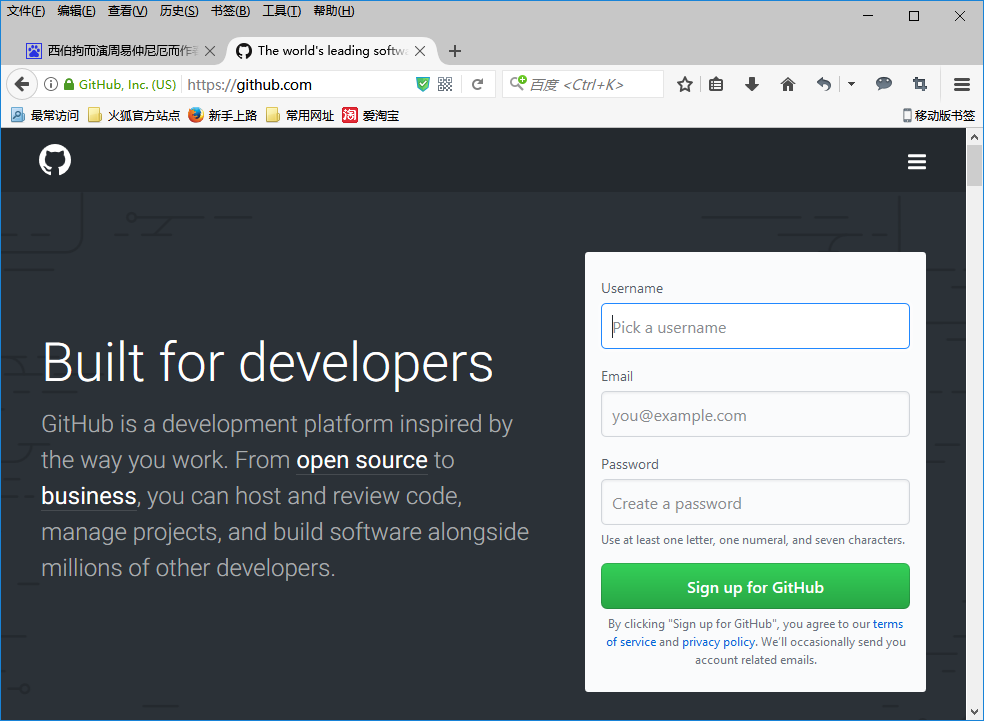 文件(F) 编辑(E) 查看(V) 历史(S) 书签(B) 工具(T) 帮助(H)
西伯拘而演周易仲尼厄而作春 The world's leading softwa
GitHub, Inc. (US) https://github.com 百度 <Ctrl+K>
最常访问 火狐官方站点 新手上路 常用网址 淘 爱淘宝 移动版书签
Username
Pick a username
Built for developers
Email
you@example.com
GitHub is a development platform inspired by
the way you work. From open source to
business, you can host and review code,
manage projects, and build software alongside
millions of other developers.
Password
Create a password
Use at least one letter, one numeral, and seven characters.
Sign up for GitHub
By clicking "Sign up for GitHub", you agree to our terms
of service and privacy policy. We'll occasionally send you
account related emails.